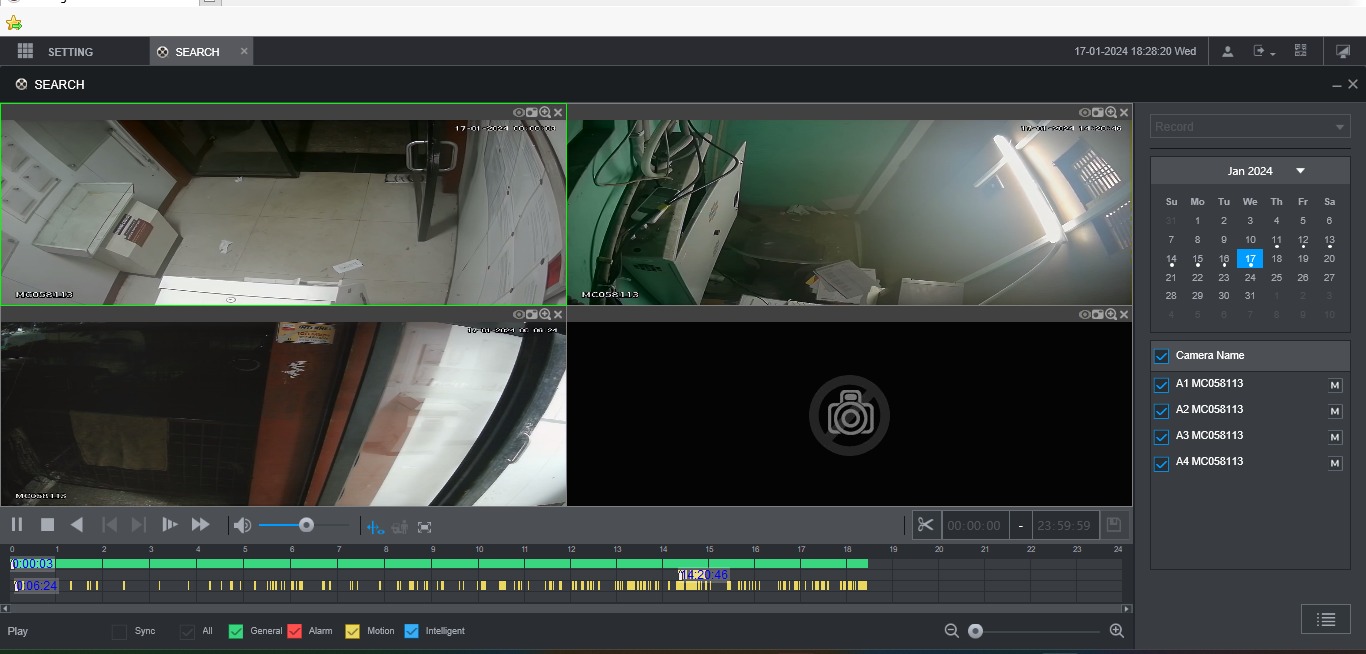 SETTING
SEARCH
17-01-2024 18:28:20 Wed
SEARCH
17-01-2024 00:00:03
MC058113
17-01-2024 14:20:46
MC058113
17-01-2024 00:06:24
MC058113
Record
Jan 2024
Su Mo Tu We Th Fr Sa
31 1 2 3 4 5 6
7 8 9 10 11 12 13
14 15 16 17 18 19 20
21 22 23 24 25 26 27
28 29 30 31 1 2 3
4 5 6 7 8 9 10
Camera Name
A1 MC058113 M
A2 MC058113 M
A3 MC058113 M
A4 MC058113 M
00:00:00 - 23:59:59
0 1 2 3 4 5 6 7 8 9 10 11 12 13 14 15 16 17 18 19 20 21 22 23 24
0:00:03
14:20:46
0:06:24
Play Sync All General Alarm Motion Intelligent